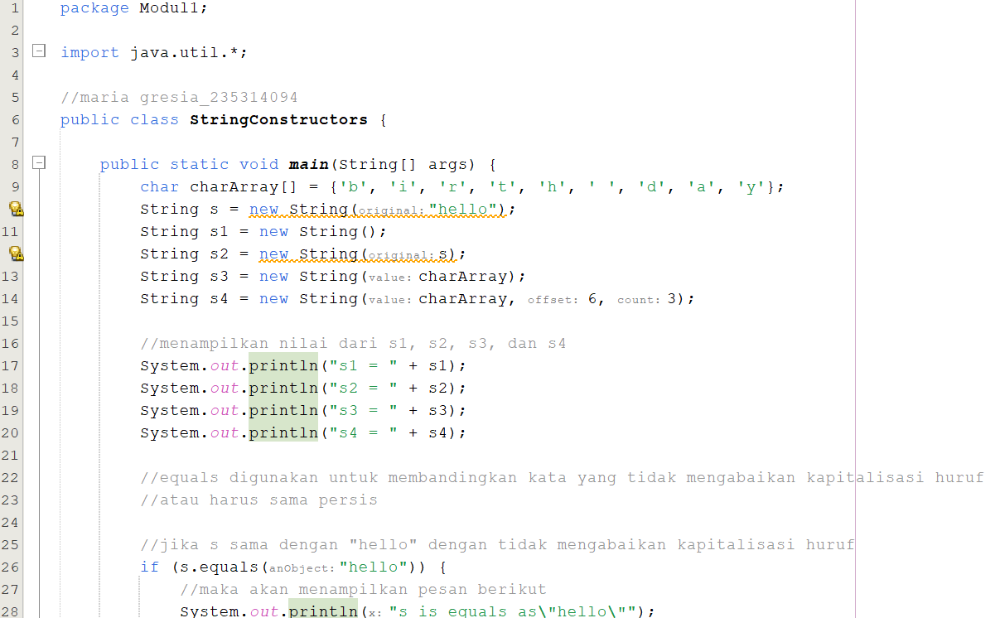 1 package Modul1;
2
3 import java.util.*;
4
5 //maria gresia_235314094
6 public class StringConstructors {
7
8 public static void main(String[] args) {
9 char charArray[] = {'b', 'i', 'r', 't', 'h', ' ', 'd', 'a', 'y'};
String s = new String(original: "hello");
11 String s1 = new String();
String s2 = new String(original: s);
13 String s3 = new String(value: charArray);
14 String s4 = new String(value: charArray, offset: 6, count: 3);
15
16 //menampilkan nilai dari s1, s2, s3, dan s4
17 System.out.println("s1 = " + s1);
18 System.out.println("s2 = " + s2);
19 System.out.println("s3 = " + s3);
20 System.out.println("s4 = " + s4);
21
22 //equals digunakan untuk membandingkan kata yang tidak mengabaikan kapitalisasi huruf
23 //atau harus sama persis
24
25 //jika s sama dengan "hello" dengan tidak mengabaikan kapitalisasi huruf
26 if (s.equals(anObject: "hello")) {
27 //maka akan menampilkan pesan berikut
28 System.out.println(x: "s is equals as\"hello\"");